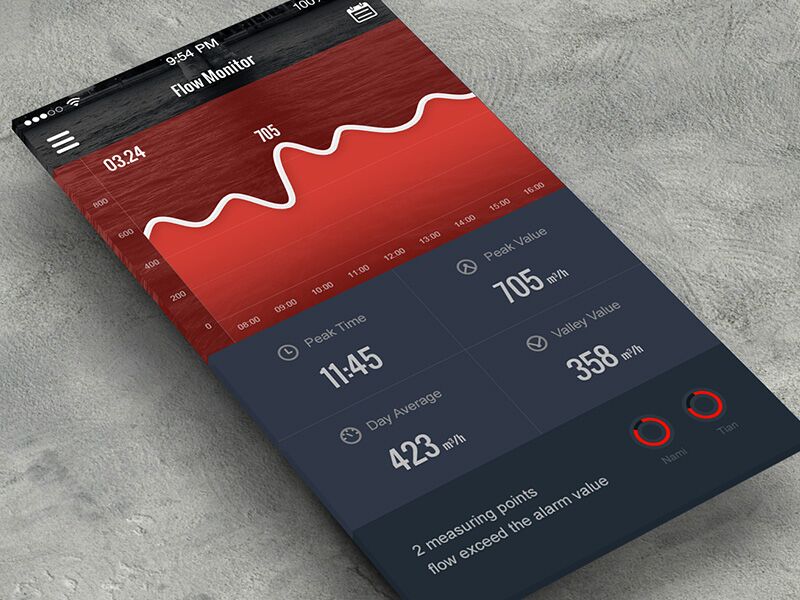 9:54 PM
100%
Flow Monitor
03.24
705
800
600
400
200
0
08:00
09:00
10:00
11:00
12:00
13:00
14:00
15:00
16:00
Peak Time
11:45
Peak Value
705 m³/h
Day Average
423 m³/h
Valley Value
358 m³/h
2 measuring points
flow exceed the alarm value
Nami
Tian